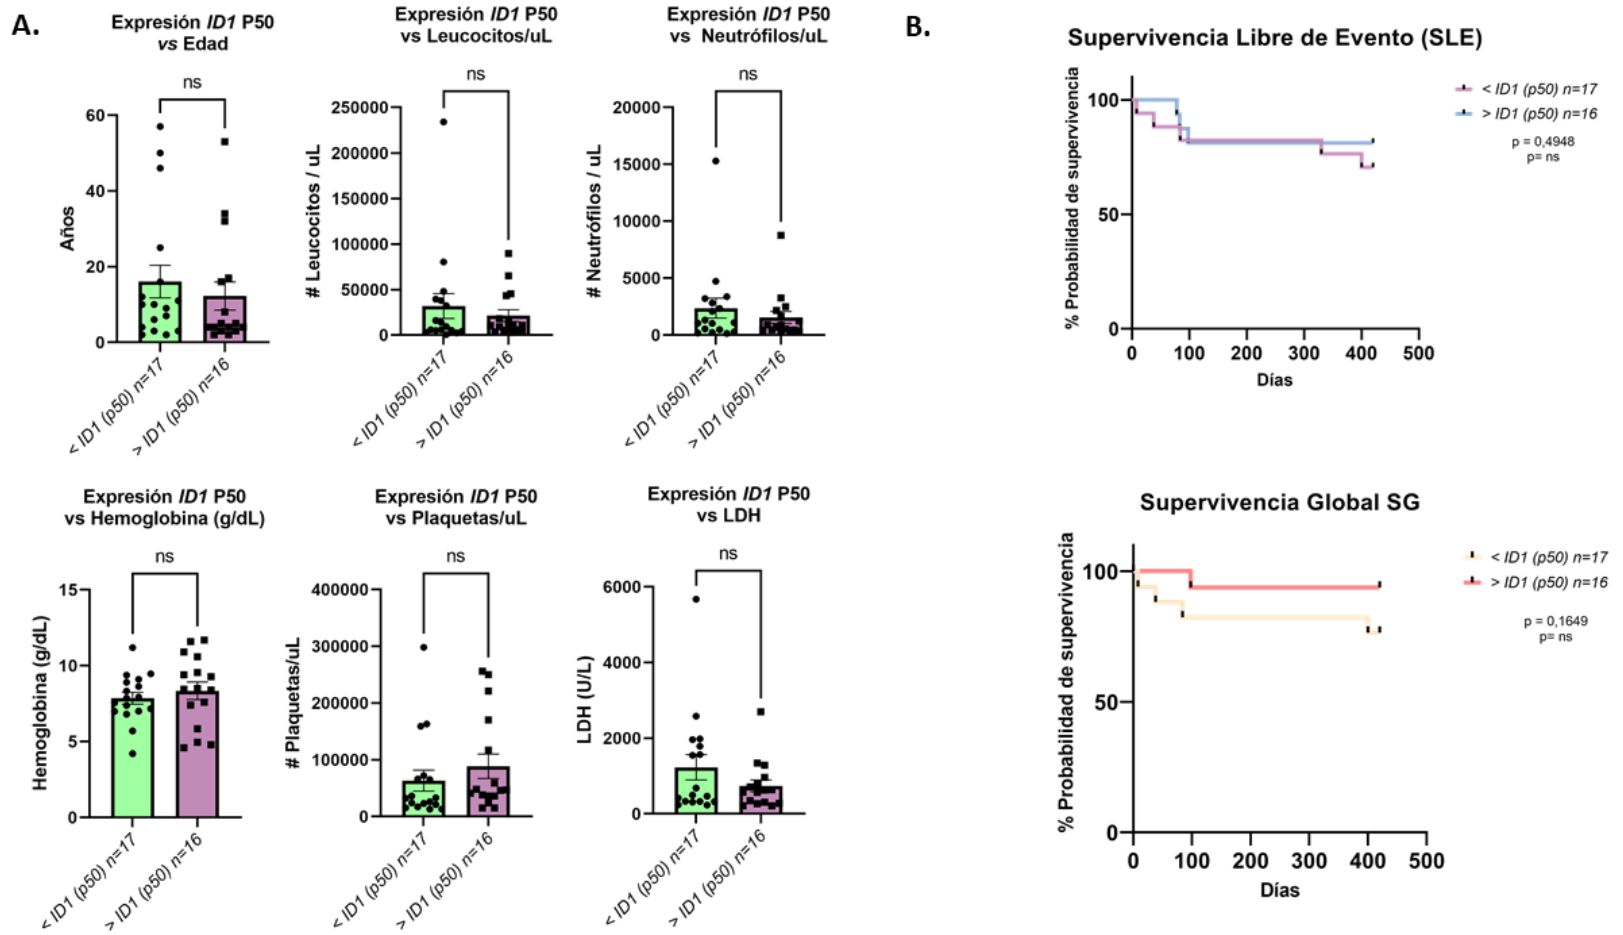 A.
Expresión ID1 P50
vs Edad
ns
60
40
20
0
Años
< ID1 (p50) n=17
> ID1 (p50) n=16
Expresión ID1 P50
vs Leucocitos/uL
ns
250000
200000
150000
100000
50000
0
# Leucocitos / uL
< ID1 (p50) n=17
> ID1 (p50) n=16
Expresión ID1 P50
vs Neutrófilos/uL
ns
20000
15000
10000
5000
0
# Neutrófilos / uL
< ID1 (p50) n=17
> ID1 (p50) n=16
Expresión ID1 P50
vs Hemoglobina (g/dL)
ns
15
10
5
0
Hemoglobina (g/dL)
< ID1 (p50) n=17
> ID1 (p50) n=16
Expresión ID1 P50
vs Plaquetas/uL
ns
400000
300000
200000
100000
0
# Plaquetas/uL
< ID1 (p50) n=17
> ID1 (p50) n=16
Expresión ID1 P50
vs LDH
ns
6000
4000
2000
0
LDH (U/L)
< ID1 (p50) n=17
> ID1 (p50) n=16
B.
Supervivencia Libre de Evento (SLE)
% Probabilidad de supervivencia
100
50
0
0 100 200 300 400 500
Días
< ID1 (p50) n=17
> ID1 (p50) n=16
p = 0,4948
p= ns
Supervivencia Global SG
% Probabilidad de supervivencia
100
50
0
0 100 200 300 400 500
Días
< ID1 (p50) n=17
> ID1 (p50) n=16
p = 0,1649
p= ns